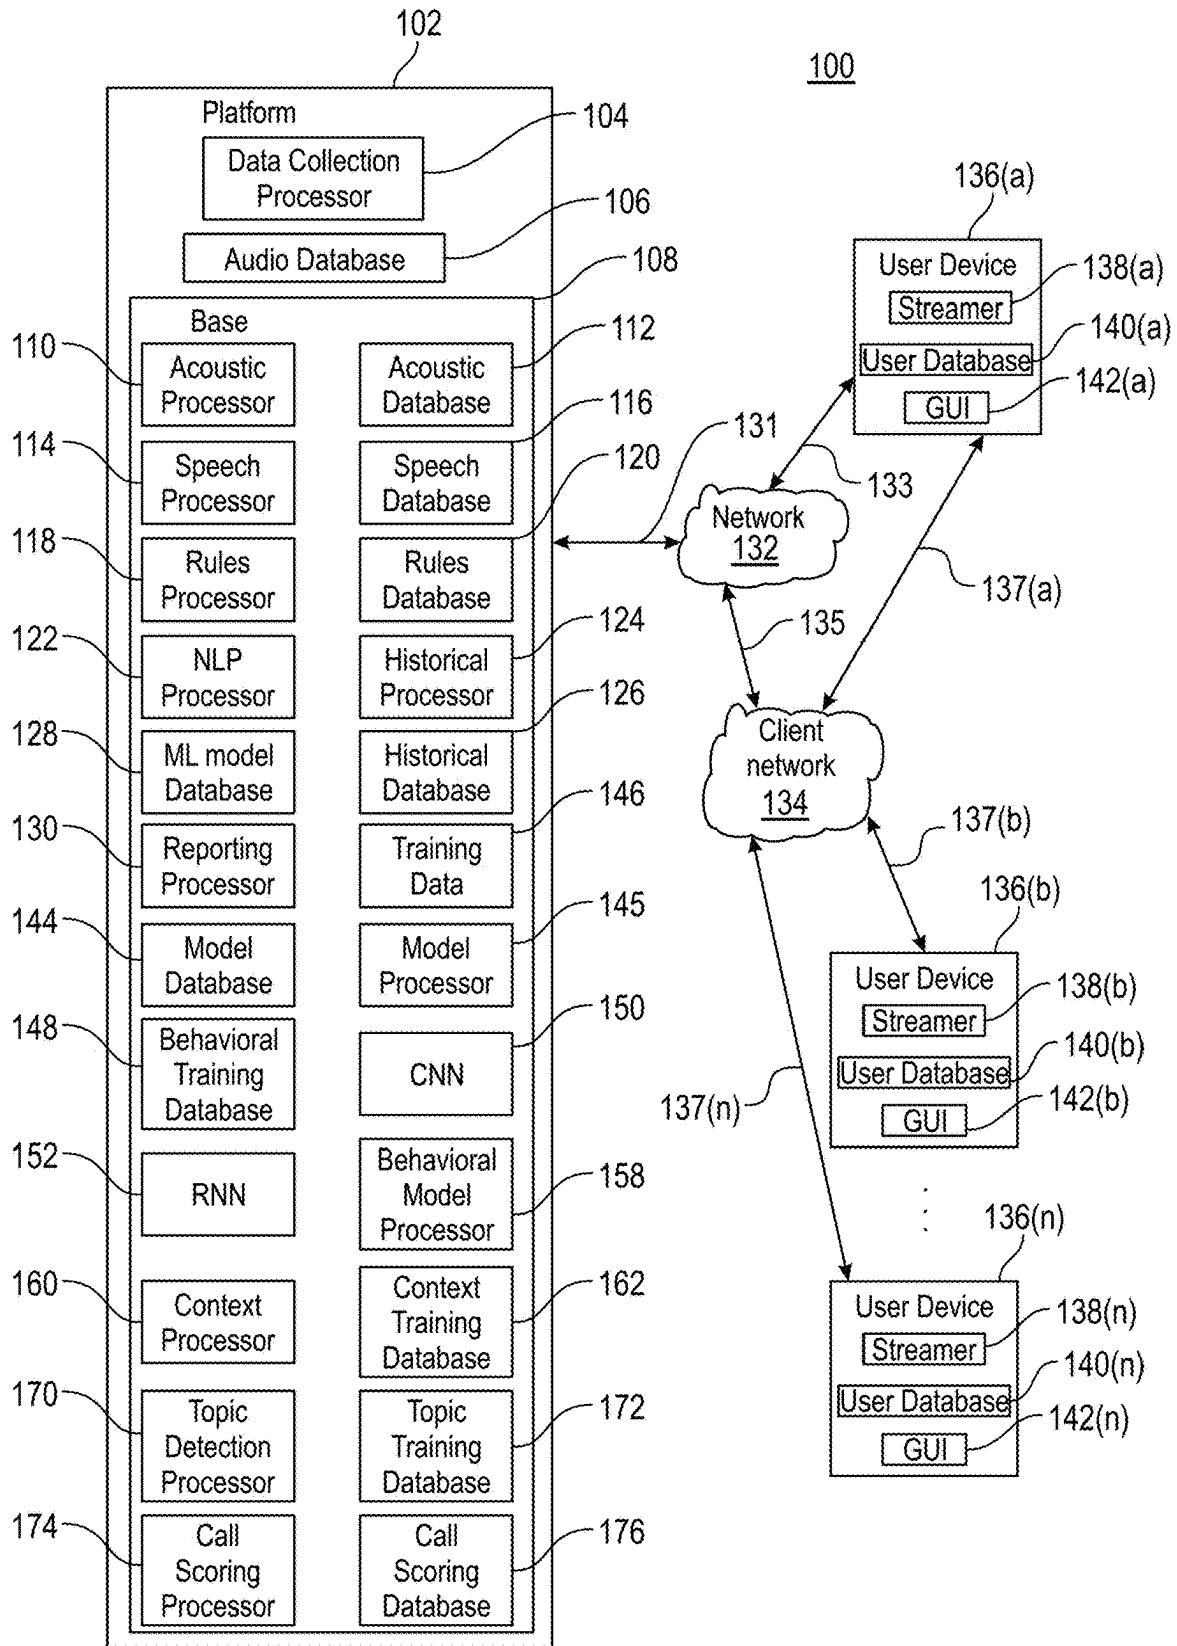 102
100
Platform
104
Data Collection
Processor
106
Audio Database
108
Base
110
Acoustic
Processor
112
Acoustic
Database
114
Speech
Processor
116
Speech
Database
118
Rules
Processor
120
Rules
Database
122
NLP
Processor
124
Historical
Processor
128
ML model
Database
126
Historical
Database
130
Reporting
Processor
146
Training
Data
144
Model
Database
145
Model
Processor
148
Behavioral
Training
Database
150
CNN
152
RNN
158
Behavioral
Model
Processor
160
Context
Processor
162
Context
Training
Database
170
Topic
Detection
Processor
172
Topic
Training
Database
174
Call
Scoring
Processor
176
Call
Scoring
Database
131
Network
132
133
135
Client
network
134
137(a)
137(b)
137(n)
136(a)
User Device
138(a)
Streamer
140(a)
User Database
142(a)
GUI
136(b)
User Device
138(b)
Streamer
140(b)
User Database
142(b)
GUI
136(n)
User Device
138(n)
Streamer
140(n)
User Database
142(n)
GUI